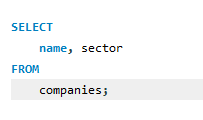 SELECT
    name, sector
FROM
    companies;